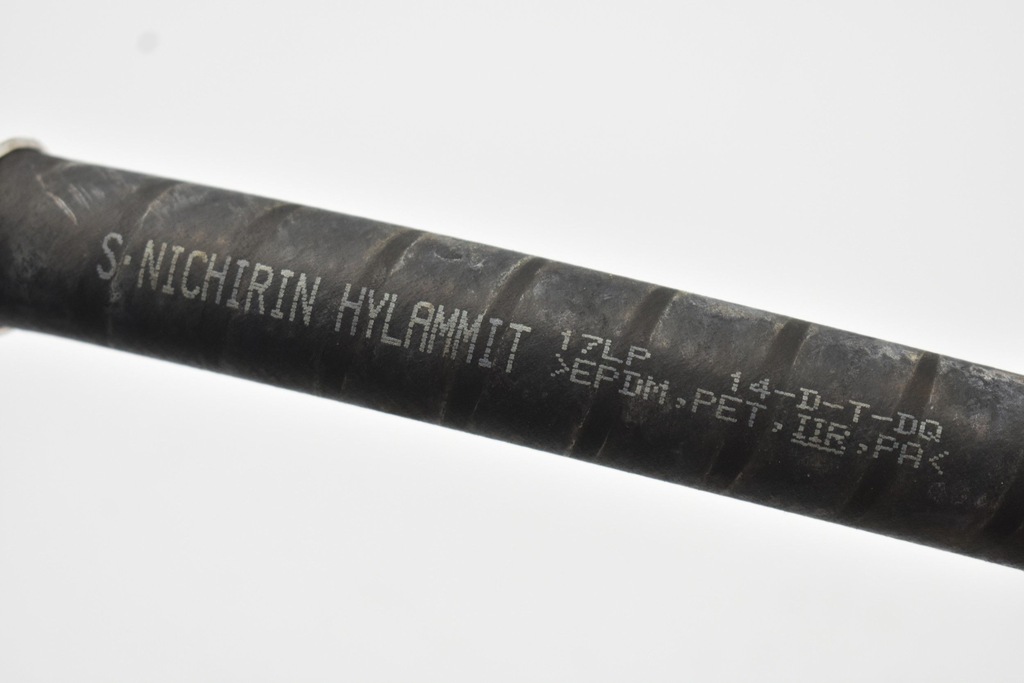 S·NICHIRIN HYLAMMIT
17LP 14-D-T-DQ
>EPDM,PET,IIR,PA<